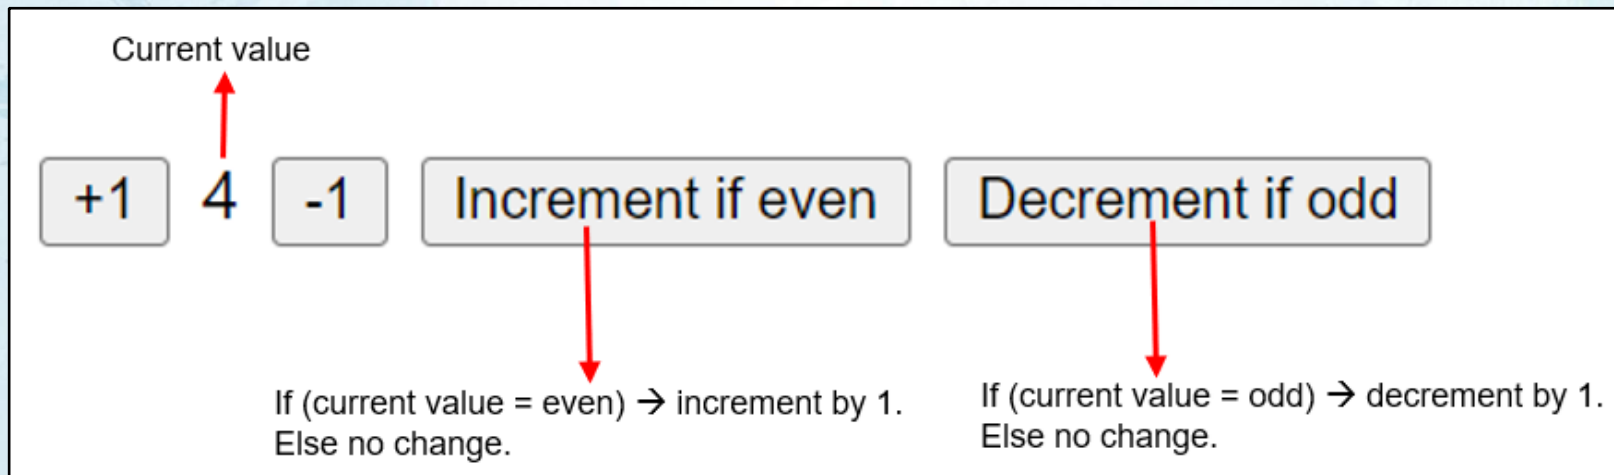 Current value
+1 4 -1 Increment if even Decrement if odd
If (current value = even) → increment by 1.
Else no change.
If (current value = odd) → decrement by 1.
Else no change.